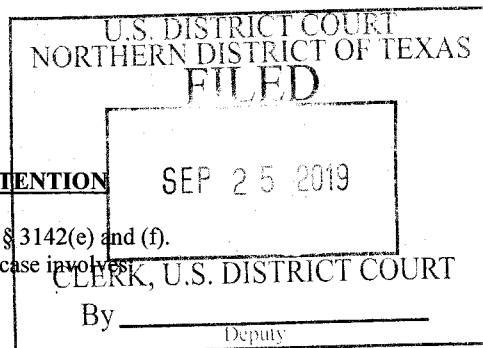 U.S. DISTRICT COURT
NORTHERN DISTRICT OF TEXAS
FILED
TENTION
SEP 25 2019
§ 3142(e) and (f).
case involves:
CLERK, U.S. DISTRICT COURT
By
Deputy